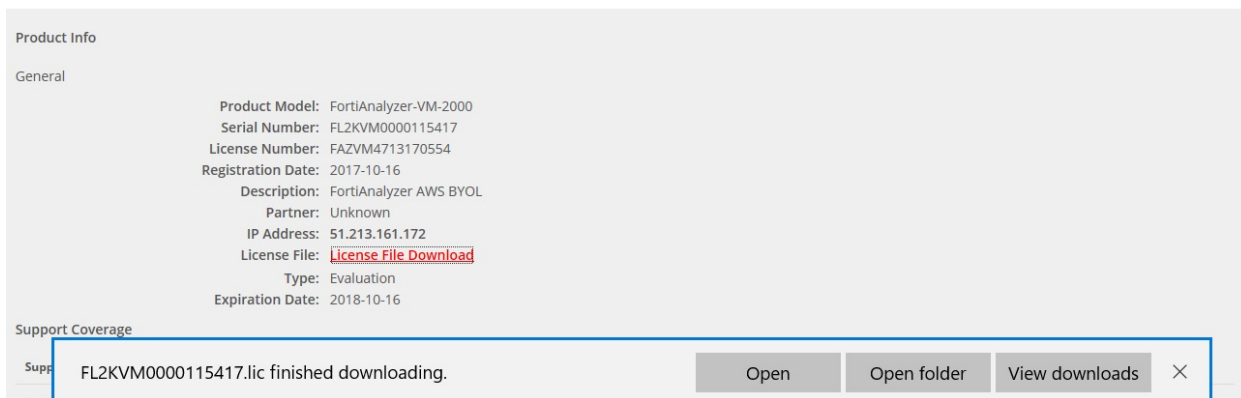 Product Info
General
Product Model: FortiAnalyzer-VM-2000
Serial Number: FL2KVM0000115417
License Number: FAZVM4713170554
Registration Date: 2017-10-16
Description: FortiAnalyzer AWS BYOL
Partner: Unknown
IP Address: 51.213.161.172
License File: License File Download
Type: Evaluation
Expiration Date: 2018-10-16
Support Coverage
Supp
FL2KVM0000115417.lic finished downloading. Open Open folder View downloads